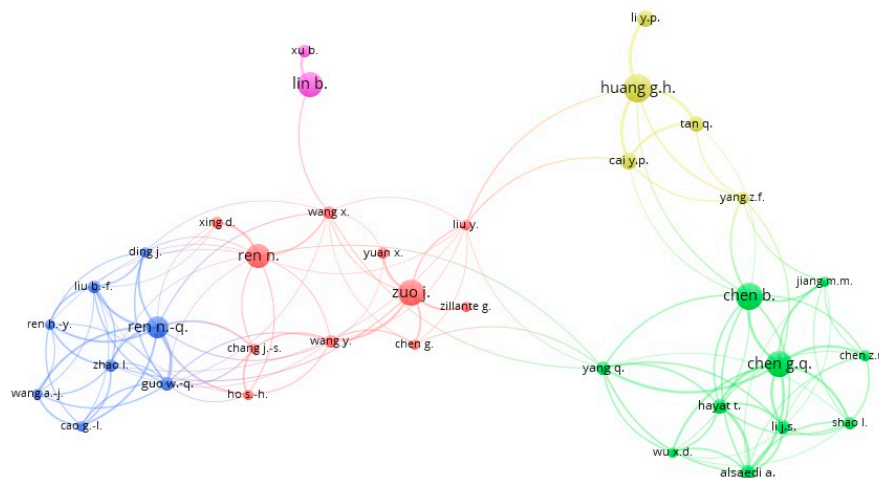 li y.p.
xu b.
lin b.
huang g.h.
tan q.
cai y.p.
yang z.f.
wang x.
xing d.
liu y.
ding j.
ren n.
yuan x.
jiang m.m.
liu b.-f.
zuo j.
chen b.
zillante g.
ren h.-y.
ren n.-q.
wang y.
chen g.
chang j.-s.
chen z.
zhao l.
chen g.q.
yang q.
guo w.-q.
wang a.-j.
ho s.-h.
hayat t.
cao g.-l.
li j.s.
shao l.
wu x.d.
alsaedi a.